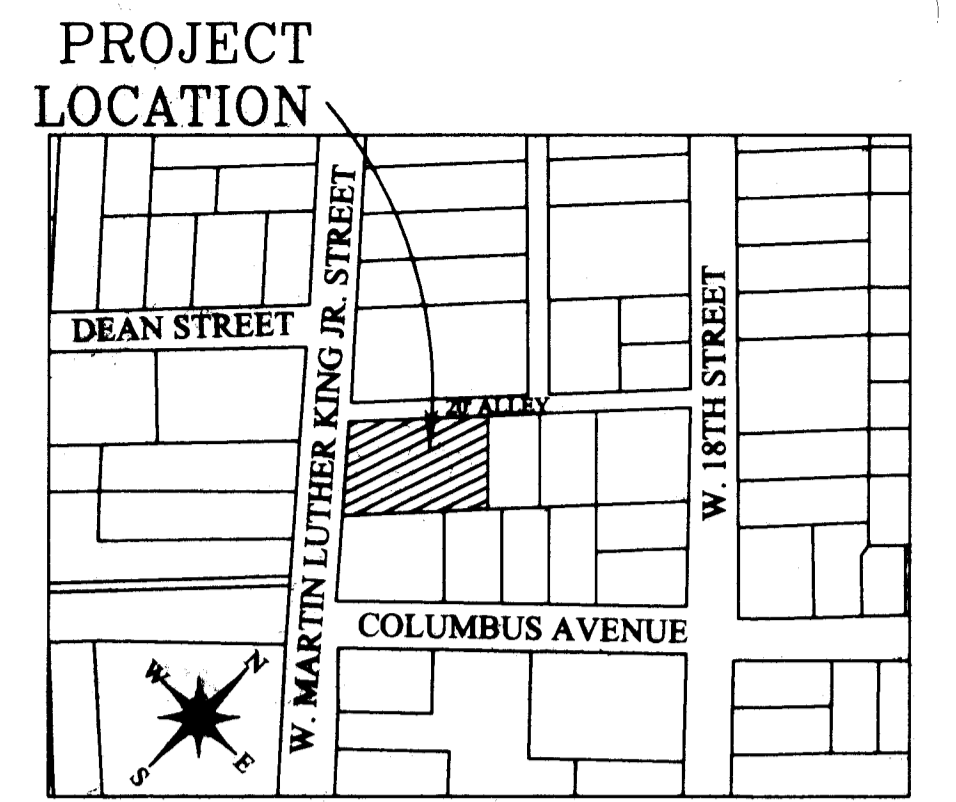 PROJECT
LOCATION
W. MARTIN LUTHER KING JR. STREET
DEAN STREET
W. 18TH STREET
20' ALLEY
COLUMBUS AVENUE
W
N
S
E